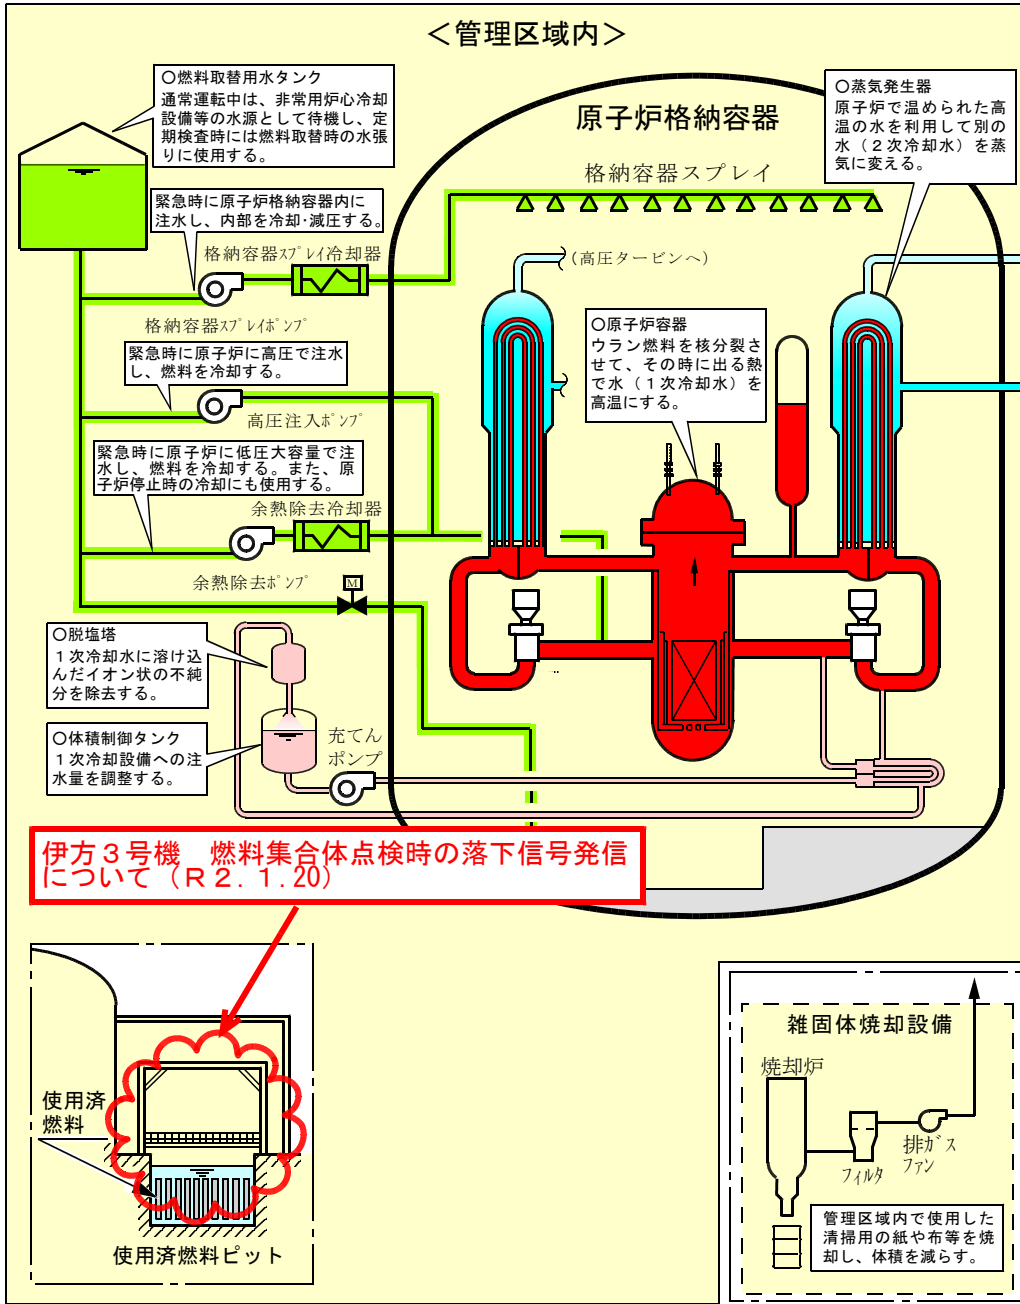 ＜管理区域内＞
○燃料取替用水タンク
通常運転中は、非常用炉心冷却
設備等の水源として待機し、定
期検査時には燃料取替時の水張
りに使用する。
原子炉格納容器
○蒸気発生器
原子炉で温められた高
温の水を利用して別の
水（２次冷却水）を蒸
気に変える。
格納容器スプレイ
緊急時に原子炉格納容器内に
注水し、内部を冷却･減圧する。
格納容器ｽﾌﾟﾚｲ冷却器
（高圧タービンへ）
格納容器ｽﾌﾟﾚｲﾎﾟﾝﾌﾟ
○原子炉容器
ウラン燃料を核分裂さ
せて、その時に出る熱
で水（１次冷却水）を
高温にする。
緊急時に原子炉に高圧で注水
し、燃料を冷却する。
高圧注入ﾎﾟﾝﾌﾟ
緊急時に原子炉に低圧大容量で注
水し、燃料を冷却する。また、原
子炉停止時の冷却にも使用する。
余熱除去冷却器
余熱除去ﾎﾟﾝﾌﾟ
M
○脱塩塔
１次冷却水に溶け込
んだイオン状の不純
分を除去する。
○体積制御タンク
１次冷却設備への注
水量を調整する。
充てん
ポンプ
伊方３号機　燃料集合体点検時の落下信号発信
について（Ｒ２．１．２０）
使用済
燃料
使用済燃料ピット
雑固体焼却設備
焼却炉
フィルタ
排ｶﾞｽ
ファン
管理区域内で使用した
清掃用の紙や布等を焼
却し、体積を減らす。